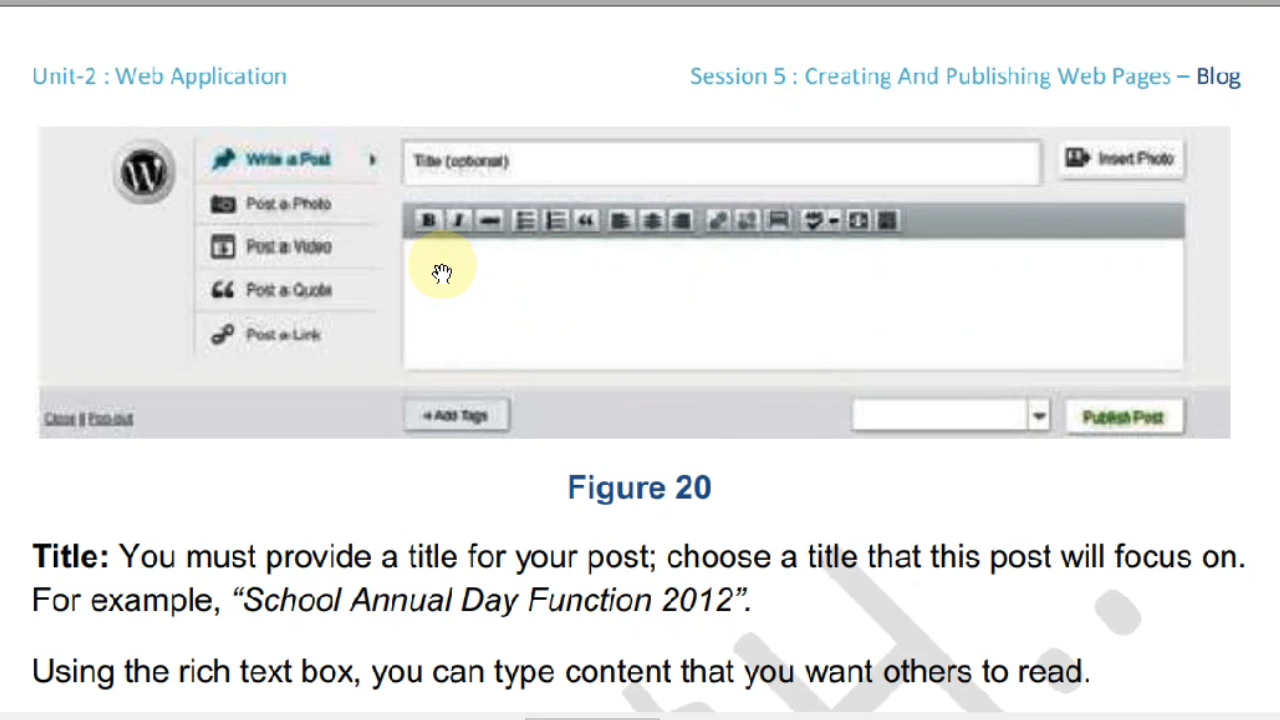 Unit-2 : Web Application
Session 5 : Creating And Publishing Web Pages – Blog
Write a Post
Title (optional)
Insert Photo
Post a Photo
B I
Post a Video
Post a Quote
Post a Link
Close || Pop-out
+ Add Tags
Publish Post
Figure 20
Title: You must provide a title for your post; choose a title that this post will focus on.
For example, “School Annual Day Function 2012”.
Using the rich text box, you can type content that you want others to read.